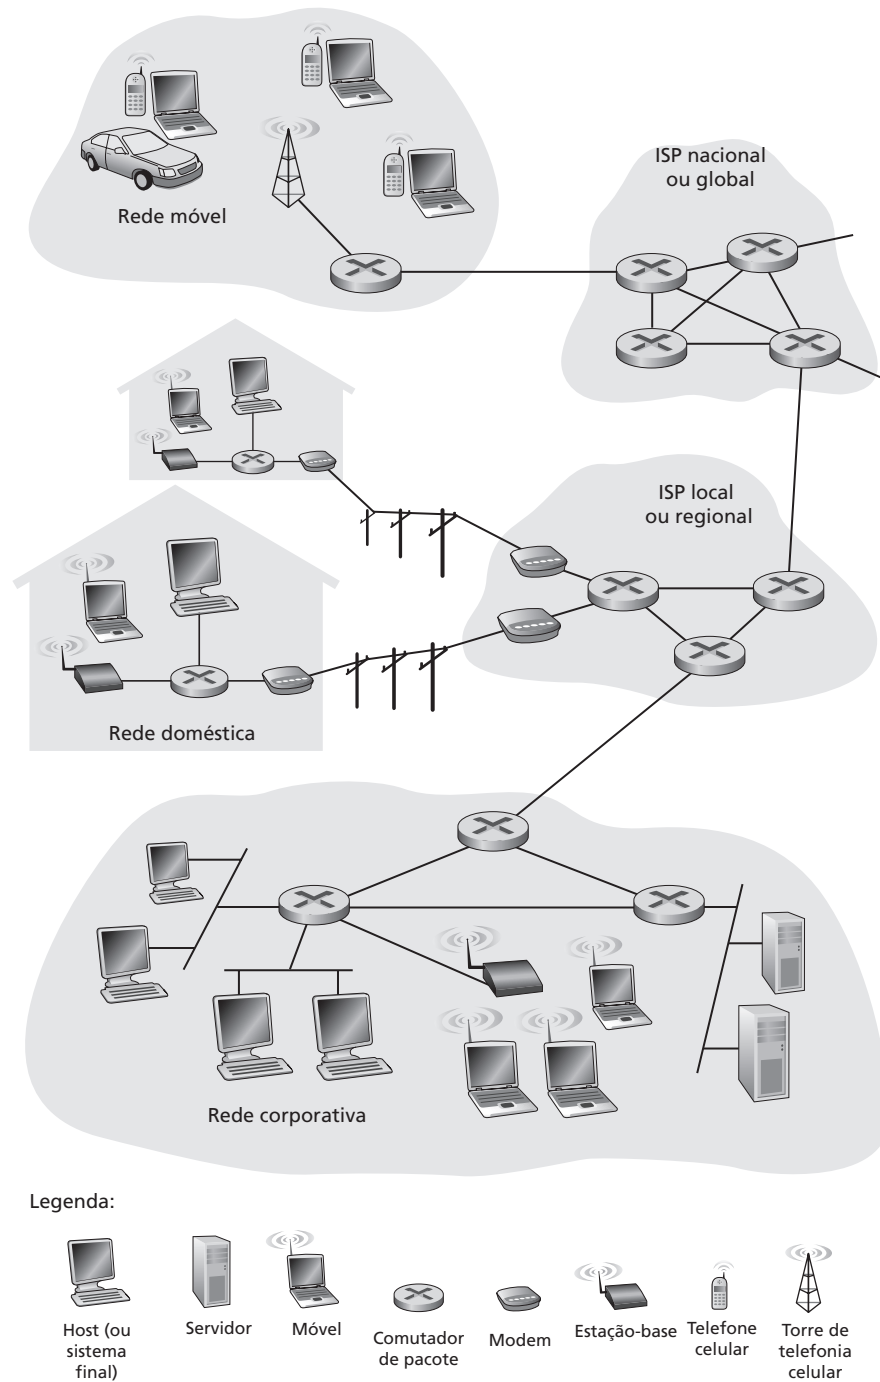 ISP nacional
ou global
Rede móvel
ISP local
ou regional
Rede doméstica
Rede corporativa
Legenda:
Host (ou
sistema
final)
Servidor
Móvel
Comutador
de pacote
Modem
Estação-base
Telefone
celular
Torre de
telefonia
celular